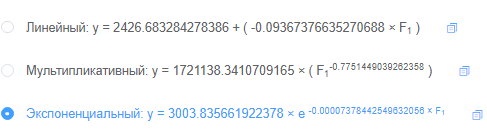 Линейный: y = 2426.683284278386 + ( -0.09367376635270688 × F₁ )
Мультипликативный: y = 1721138.3410709165 × ( F₁^-0.7751449039262358 )
Экспоненциальный: y = 3003.835661922378 × e^-0.00007378442549632056 × F₁